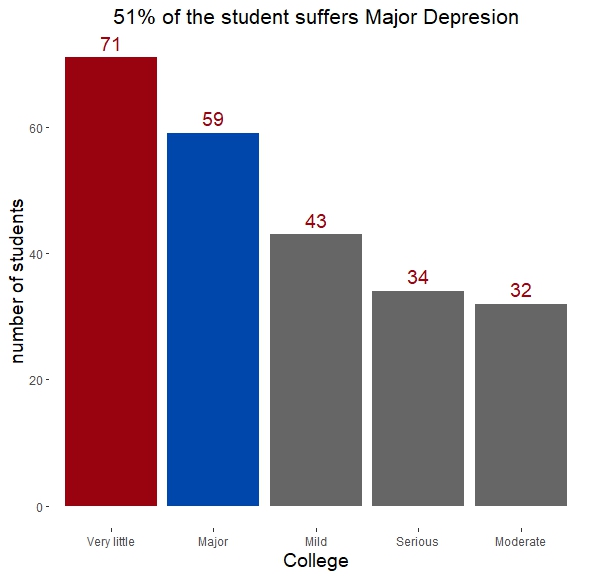 51% of the student suffers Major Depresion
71
59
43
34
32
60
40
20
0
number of students
Very little
Major
Mild
Serious
Moderate
College